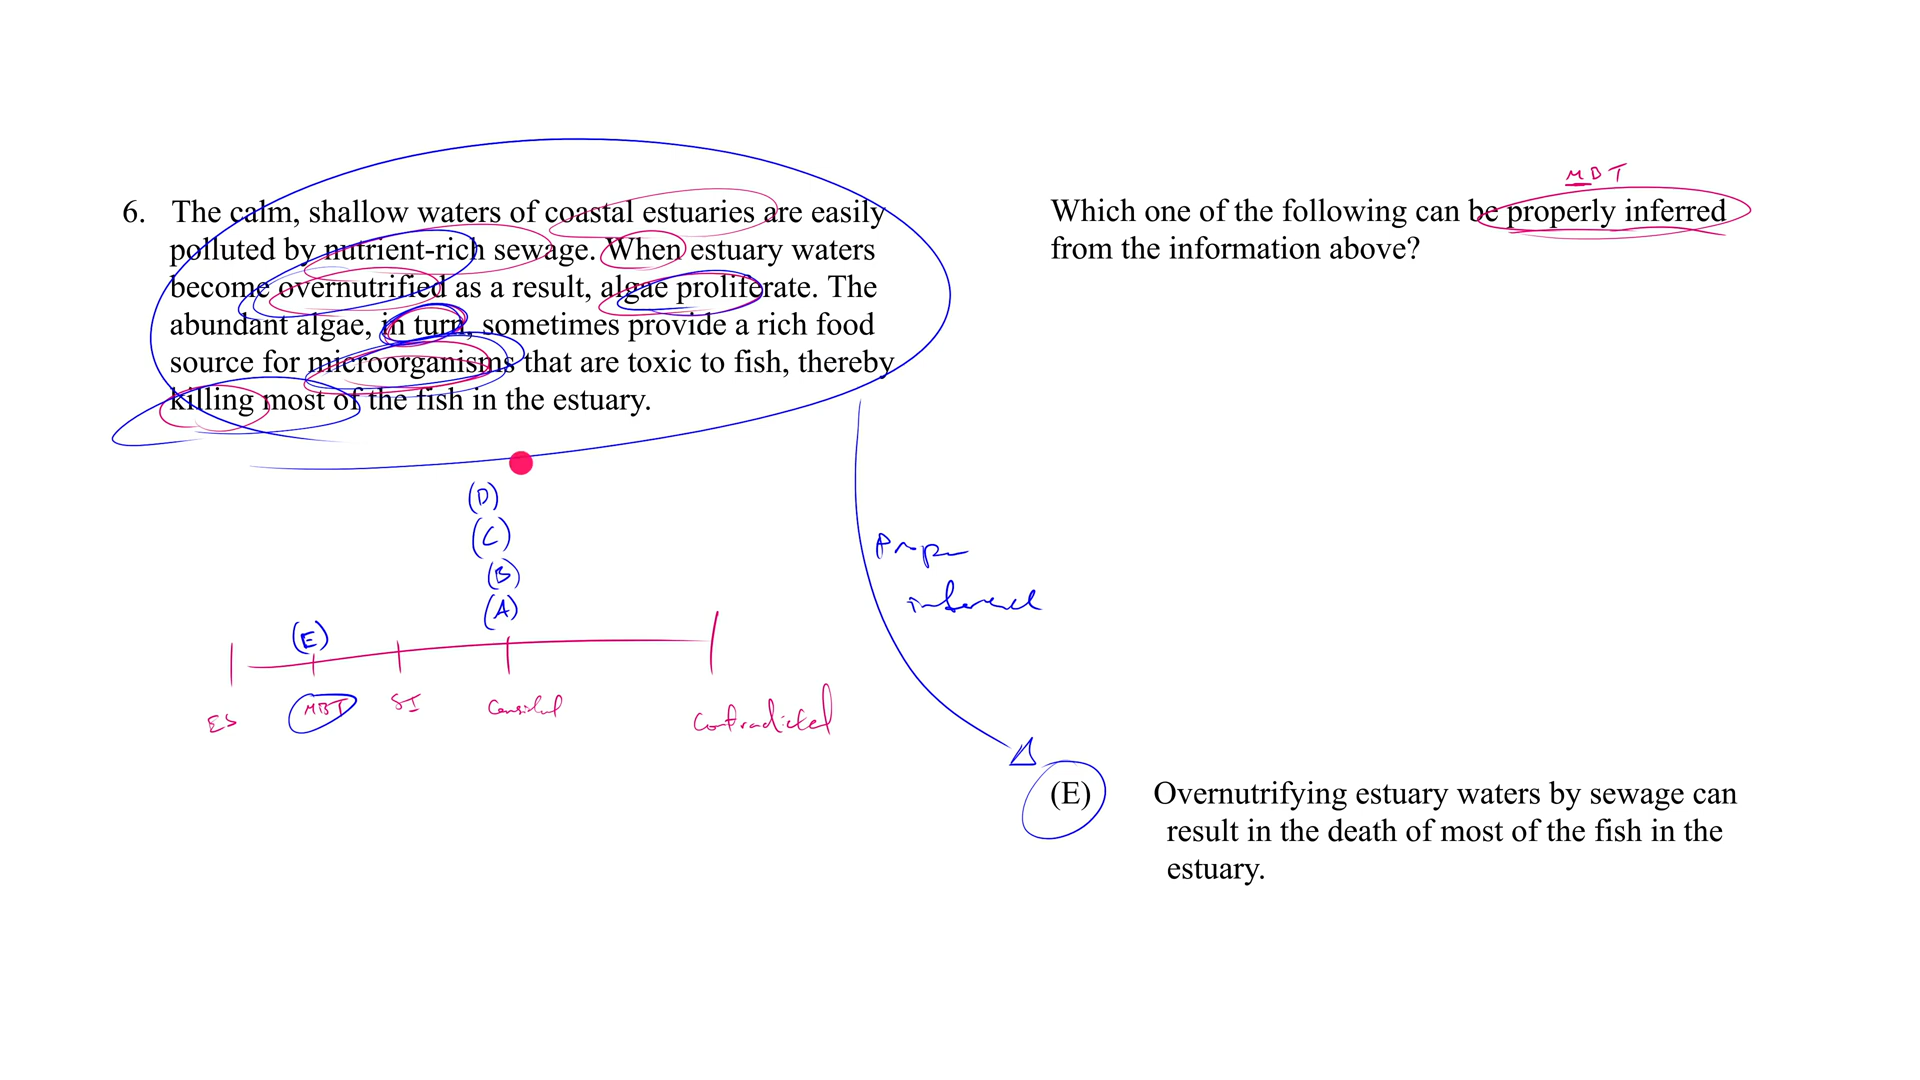 MBT
6. The calm, shallow waters of coastal estuaries are easily
polluted by nutrient-rich sewage. When estuary waters
become overnutrified as a result, algae proliferate. The
abundant algae, in turn, sometimes provide a rich food
source for microorganisms that are toxic to fish, thereby
killing most of the fish in the estuary.
Which one of the following can be properly inferred
from the information above?
(D)
(C)
(B)
(A)
(E)
ES MBT SI Contradicted
inference
(E) Overnutrifying estuary waters by sewage can
result in the death of most of the fish in the
estuary.